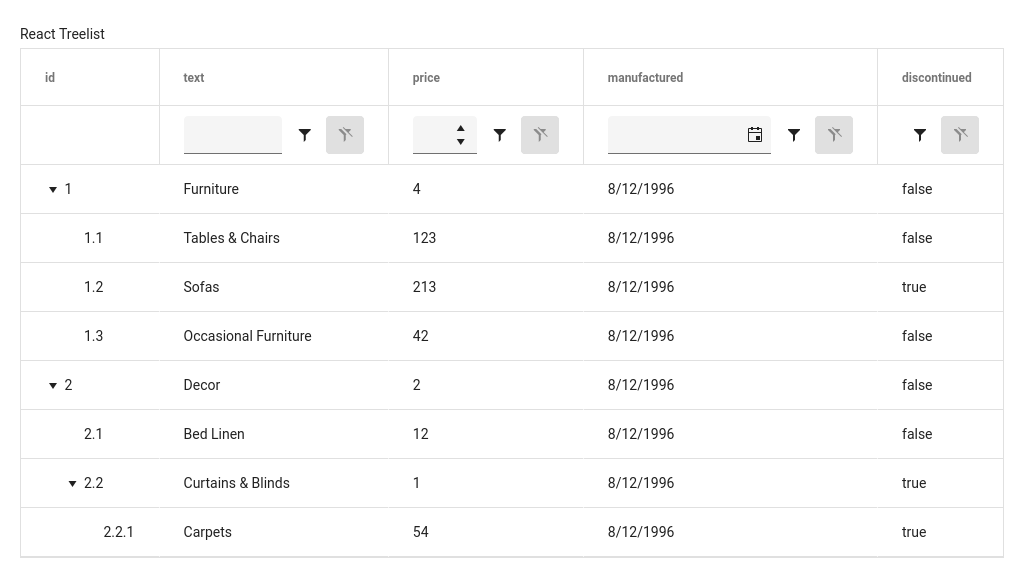 React Treelist
id text price manufactured discontinued
1 Furniture 4 8/12/1996 false
1.1 Tables & Chairs 123 8/12/1996 false
1.2 Sofas 213 8/12/1996 true
1.3 Occasional Furniture 42 8/12/1996 false
2 Decor 2 8/12/1996 false
2.1 Bed Linen 12 8/12/1996 false
2.2 Curtains & Blinds 1 8/12/1996 true
2.2.1 Carpets 54 8/12/1996 true